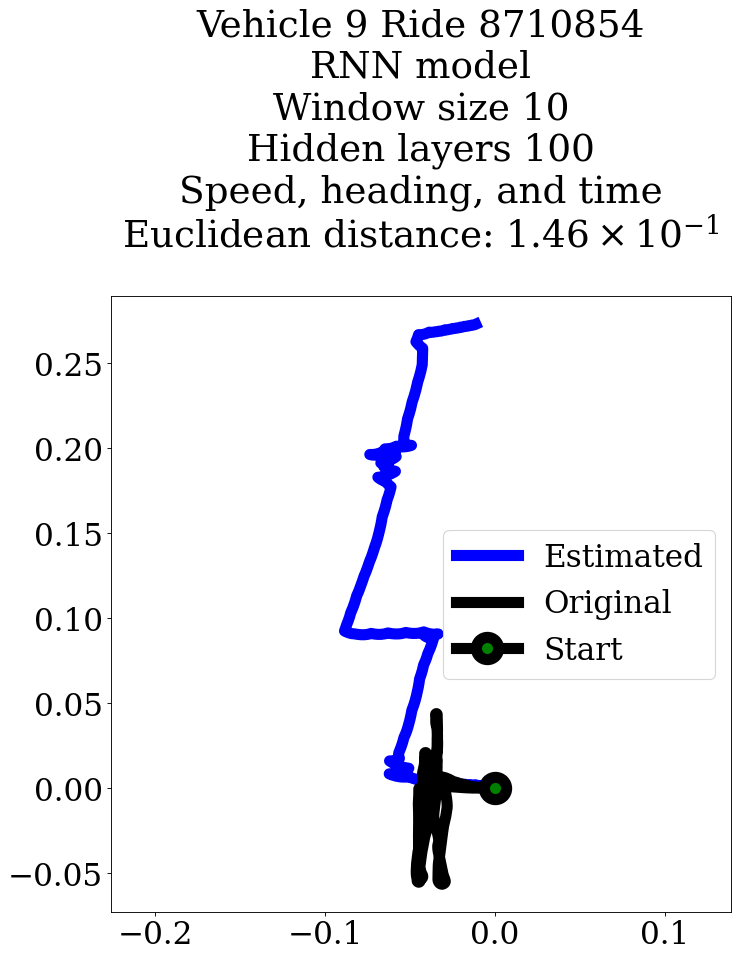 Vehicle 9 Ride 8710854
RNN model
Window size 10
Hidden layers 100
Speed, heading, and time
Euclidean distance: 1.46 × 10⁻¹
0.25
0.20
0.15
0.10
0.05
0.00
−0.05
Estimated
Original
Start
−0.2
−0.1
0.0
0.1